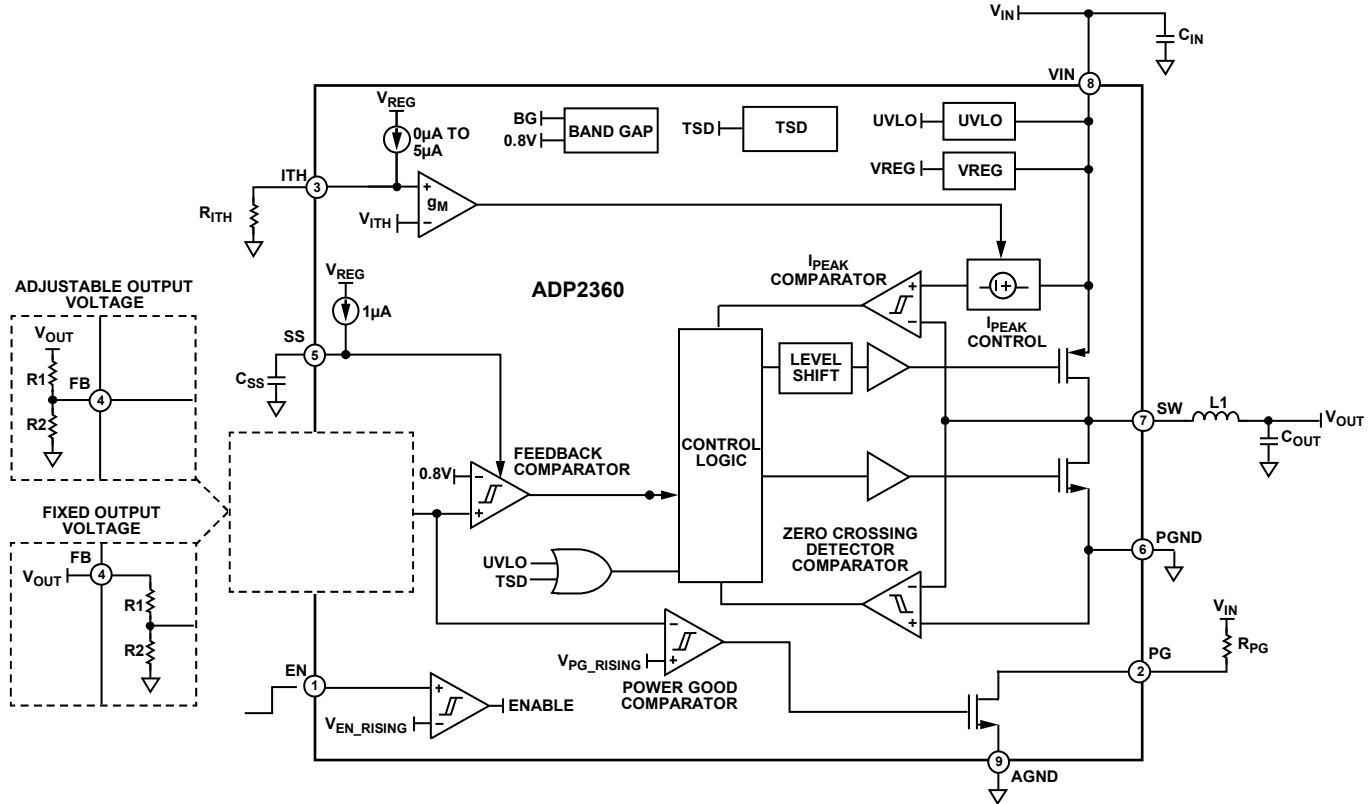 VIN
CIN
VIN
8
VREG
0µA TO
5µA
BG
0.8V
BAND GAP
TSD
TSD
UVLO
UVLO
VREG
VREG
ITH
3
RITH
+
gM
–
VITH
ADP2360
IPEAK
COMPARATOR
+
–
I+
IPEAK
CONTROL
VREG
1µA
SS
5
CSS
ADJUSTABLE OUTPUT
VOLTAGE
VOUT
R1
FB
4
R2
FIXED OUTPUT
VOLTAGE
FB
VOUT
4
R1
R2
0.8V
–
+
FEEDBACK
COMPARATOR
CONTROL
LOGIC
LEVEL
SHIFT
7
SW
L1
VOUT
COUT
UVLO
TSD
ZERO CROSSING
DETECTOR
COMPARATOR
–
+
PGND
6
VIN
RPG
PG
2
–
+
VPG_RISING
POWER GOOD
COMPARATOR
EN
1
+
–
VEN_RISING
ENABLE
9
AGND